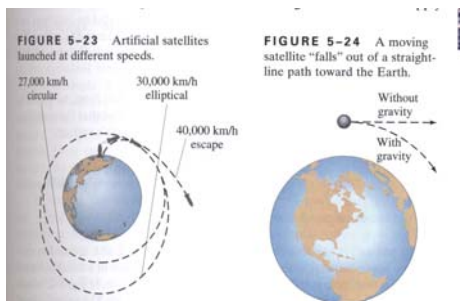 FIGURE 5–23 Artificial satellites
launched at different speeds.
27,000 km/h
circular
30,000 km/h
elliptical
40,000 km/h
escape
FIGURE 5–24 A moving
satellite “falls” out of a straight-
line path toward the Earth.
Without
gravity
With
gravity